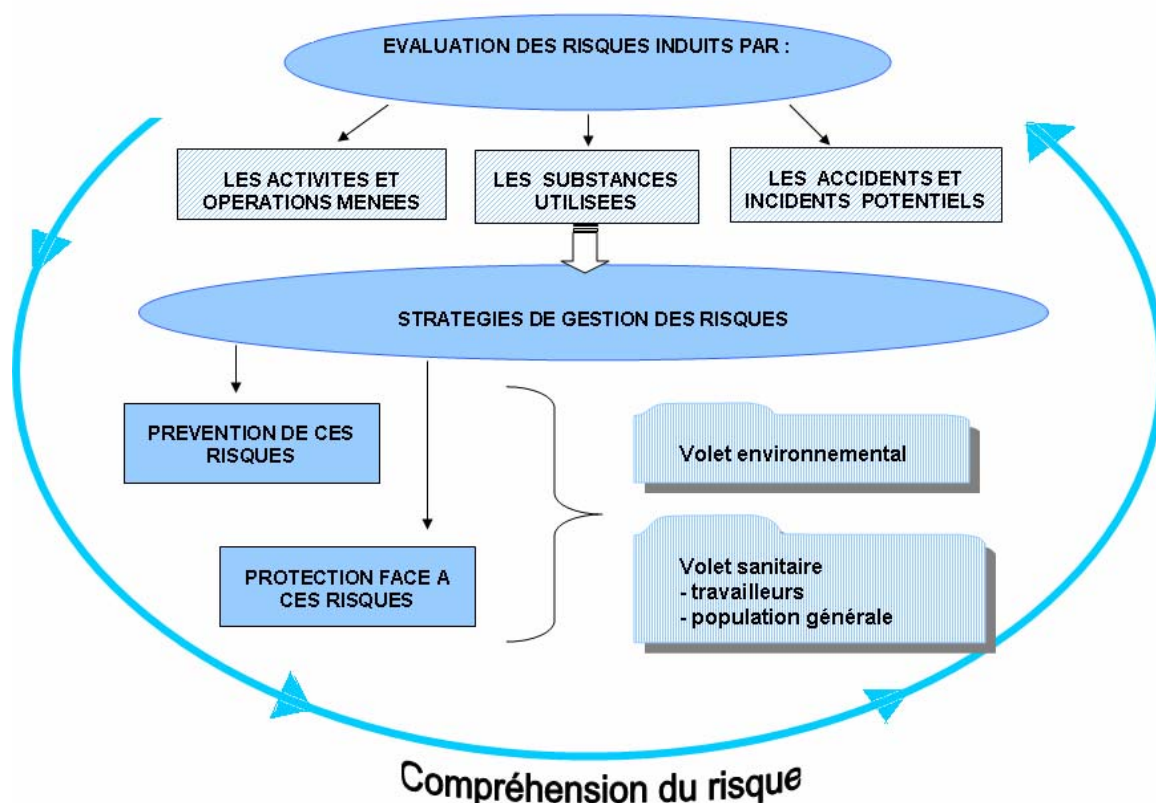 EVALUATION DES RISQUES INDUITS PAR :
LES ACTIVITES ET
OPERATIONS MENEES
LES SUBSTANCES
UTILISEES
LES ACCIDENTS ET
INCIDENTS POTENTIELS
STRATEGIES DE GESTION DES RISQUES
PREVENTION DE CES
RISQUES
PROTECTION FACE A
CES RISQUES
Volet environnemental
Volet sanitaire
- travailleurs
- population générale
Compréhension du risque